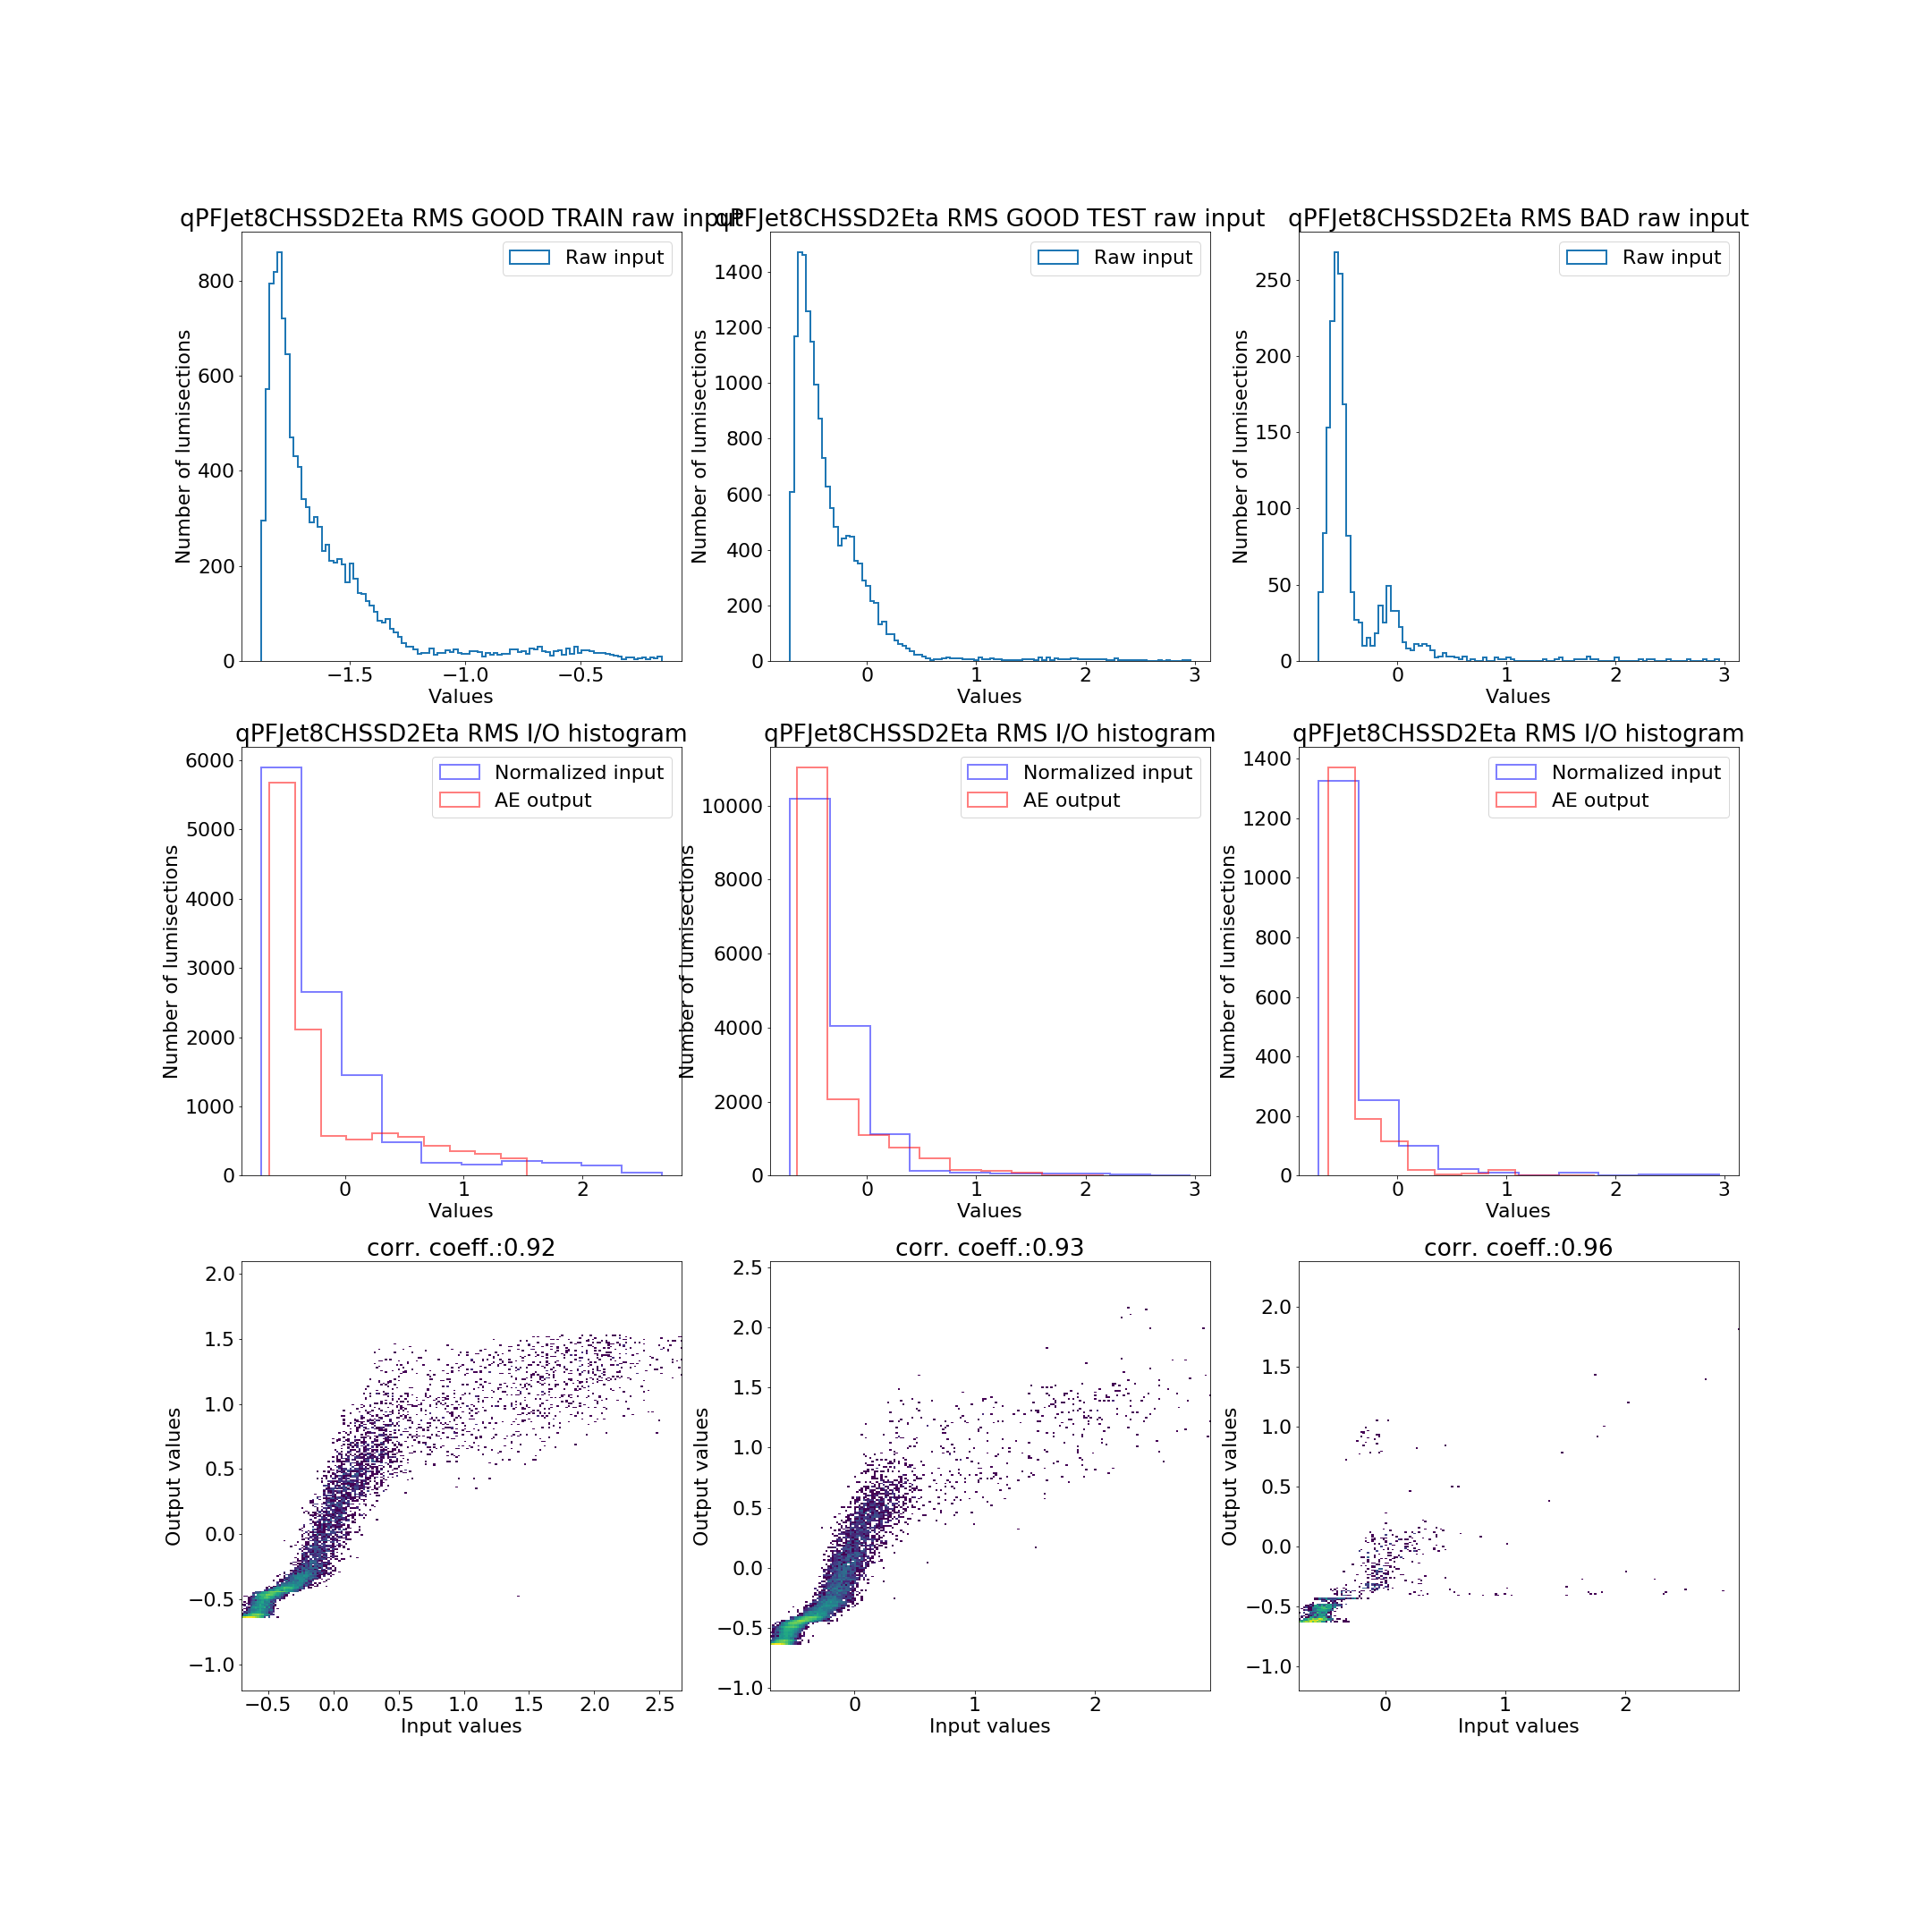 qPFJet8CHSSD2Eta RMS GOOD TRAIN raw input
Raw input
800
600
400
200
0
Number of lumisections
−1.5
−1.0
−0.5
Values
qPFJet8CHSSD2Eta RMS GOOD TEST raw input
Raw input
1400
1200
1000
800
600
400
200
0
Number of lumisections
0
1
2
3
Values
qPFJet8CHSSD2Eta RMS BAD raw input
Raw input
250
200
150
100
50
0
Number of lumisections
0
1
2
3
Values
qPFJet8CHSSD2Eta RMS I/O histogram
Normalized input
AE output
6000
5000
4000
3000
2000
1000
0
Number of lumisections
0
1
2
Values
qPFJet8CHSSD2Eta RMS I/O histogram
Normalized input
AE output
10000
8000
6000
4000
2000
0
Number of lumisections
0
1
2
3
Values
qPFJet8CHSSD2Eta RMS I/O histogram
Normalized input
AE output
1400
1200
1000
800
600
400
200
0
Number of lumisections
0
1
2
3
Values
corr. coeff.:0.92
2.0
1.5
1.0
0.5
0.0
−0.5
−1.0
Output values
−0.5
0.0
0.5
1.0
1.5
2.0
2.5
Input values
corr. coeff.:0.93
2.5
2.0
1.5
1.0
0.5
0.0
−0.5
−1.0
Output values
0
1
2
Input values
corr. coeff.:0.96
2.0
1.5
1.0
0.5
0.0
−0.5
−1.0
Output values
0
1
2
Input values